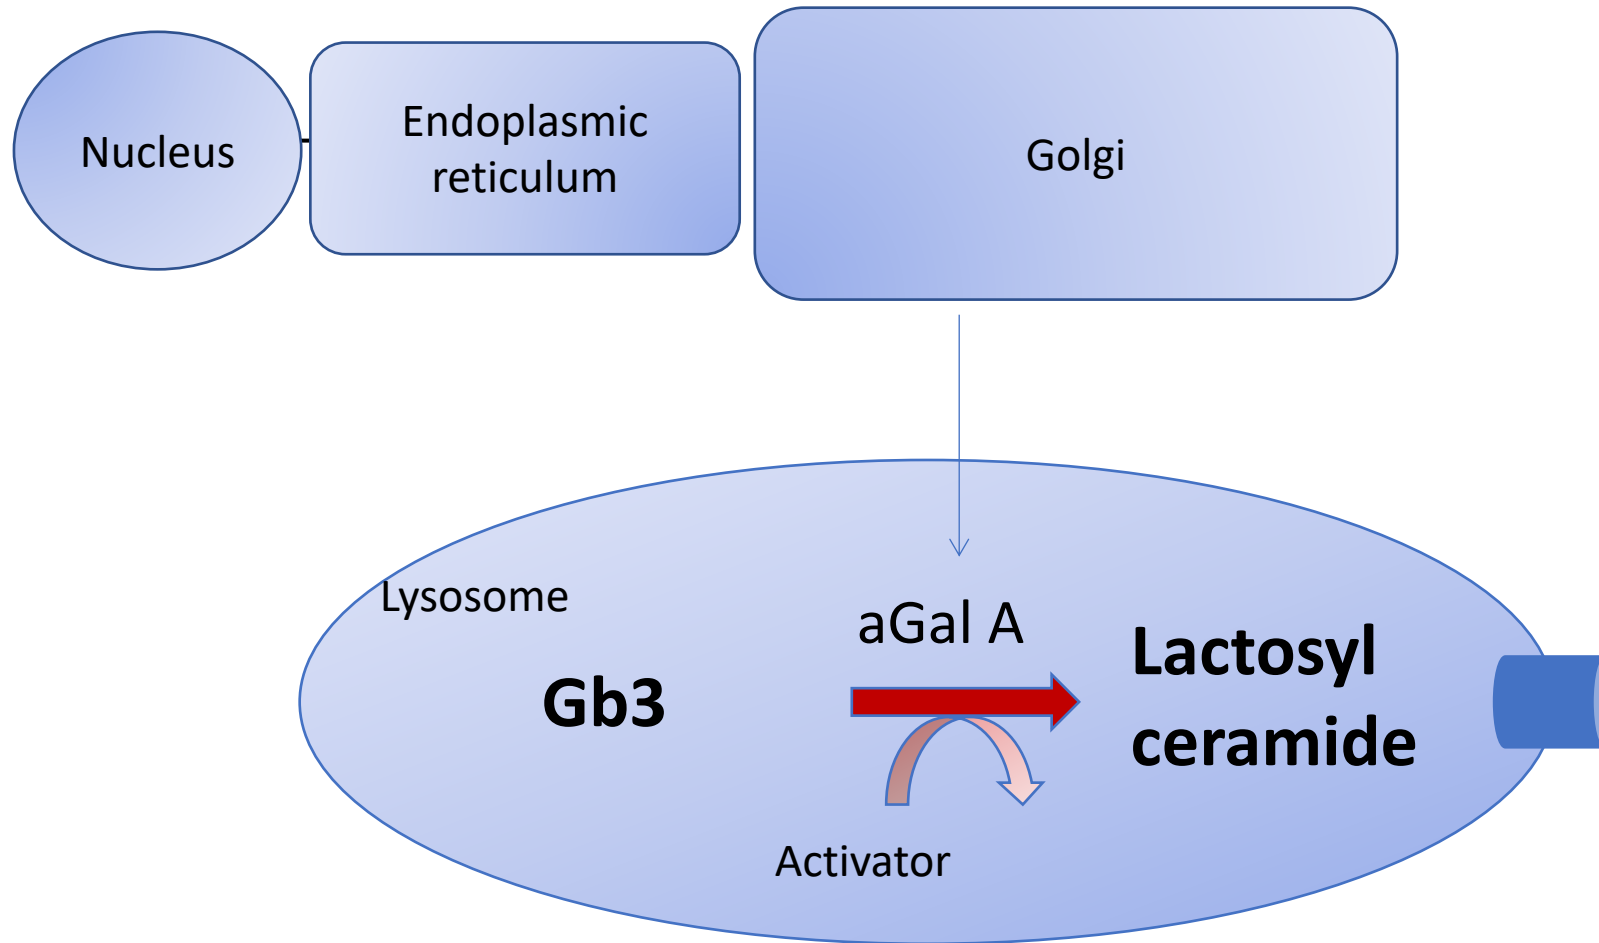 Nucleus
Endoplasmic
reticulum
Golgi
Lysosome
aGal A
Gb3
Lactosyl
ceramide
Activator